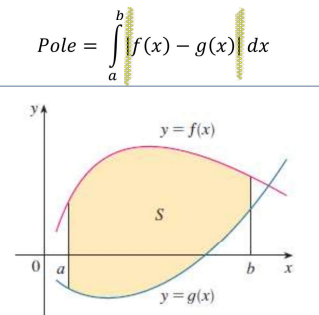 Pole = ∫ₐᵇ |f(x) − g(x)| dx
y
y = f(x)
S
0 a b x
y = g(x)